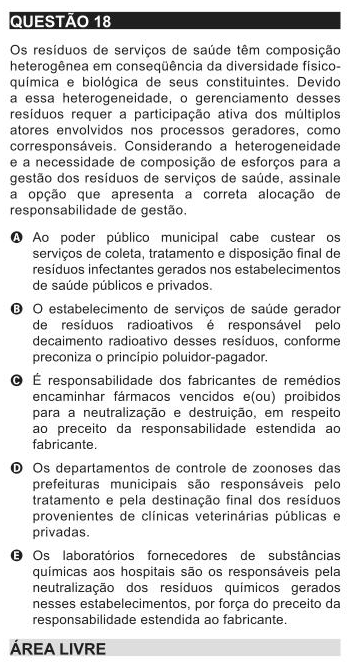 QUESTÃO 18
Os resíduos de serviços de saúde têm composição
heterogênea em conseqüência da diversidade físico-
química e biológica de seus constituintes. Devido
a essa heterogeneidade, o gerenciamento desses
resíduos requer a participação ativa dos múltiplos
atores envolvidos nos processos geradores, como
corresponsáveis. Considerando a heterogeneidade
e a necessidade de composição de esforços para a
gestão dos resíduos de serviços de saúde, assinale
a opção que apresenta a correta alocação de
responsabilidade de gestão.
A Ao poder público municipal cabe custear os
serviços de coleta, tratamento e disposição final de
resíduos infectantes gerados nos estabelecimentos
de saúde públicos e privados.
B O estabelecimento de serviços de saúde gerador
de resíduos radioativos é responsável pelo
decaimento radioativo desses resíduos, conforme
preconiza o princípio poluidor-pagador.
C É responsabilidade dos fabricantes de remédios
encaminhar fármacos vencidos e(ou) proibidos
para a neutralização e destruição, em respeito
ao preceito da responsabilidade estendida ao
fabricante.
D Os departamentos de controle de zoonoses das
prefeituras municipais são responsáveis pelo
tratamento e pela destinação final dos resíduos
provenientes de clínicas veterinárias públicas e
privadas.
E Os laboratórios fornecedores de substâncias
químicas aos hospitais são os responsáveis pela
neutralização dos resíduos químicos gerados
nesses estabelecimentos, por força do preceito da
responsabilidade estendida ao fabricante.
ÁREA LIVRE